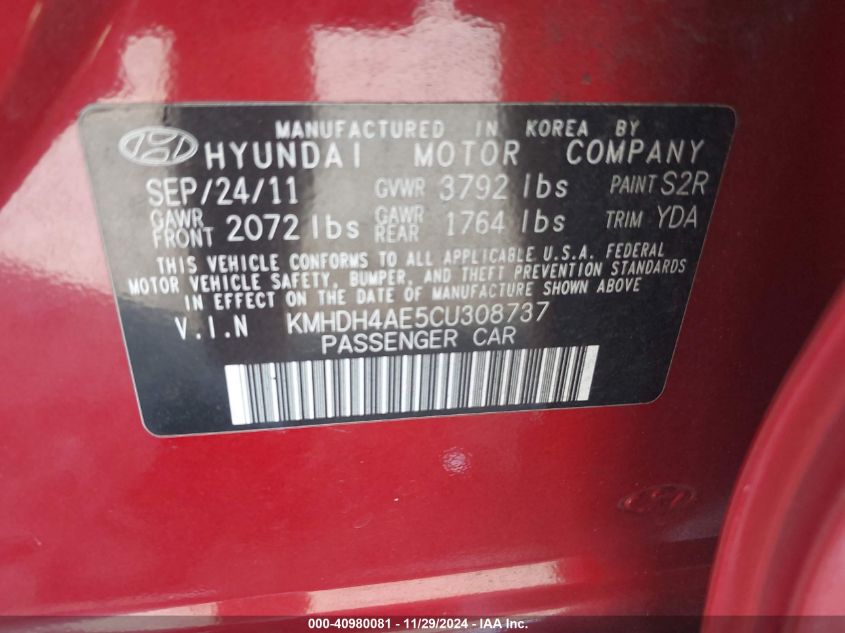 MANUFACTURED IN KOREA BY
HYUNDAI MOTOR COMPANY
SEP/24/11 GVWR 3792 lbs PAINT S2R
GAWR FRONT 2072 lbs GAWR REAR 1764 lbs TRIM YDA
THIS VEHICLE CONFORMS TO ALL APPLICABLE U.S.A. FEDERAL
MOTOR VEHICLE SAFETY, BUMPER, AND THEFT PREVENTION STANDARDS
IN EFFECT ON THE DATE OF MANUFACTURE SHOWN ABOVE
V.I.N KMHDH4AE5CU308737
PASSENGER CAR
000-40980081 - 11/29/2024 - IAA Inc.